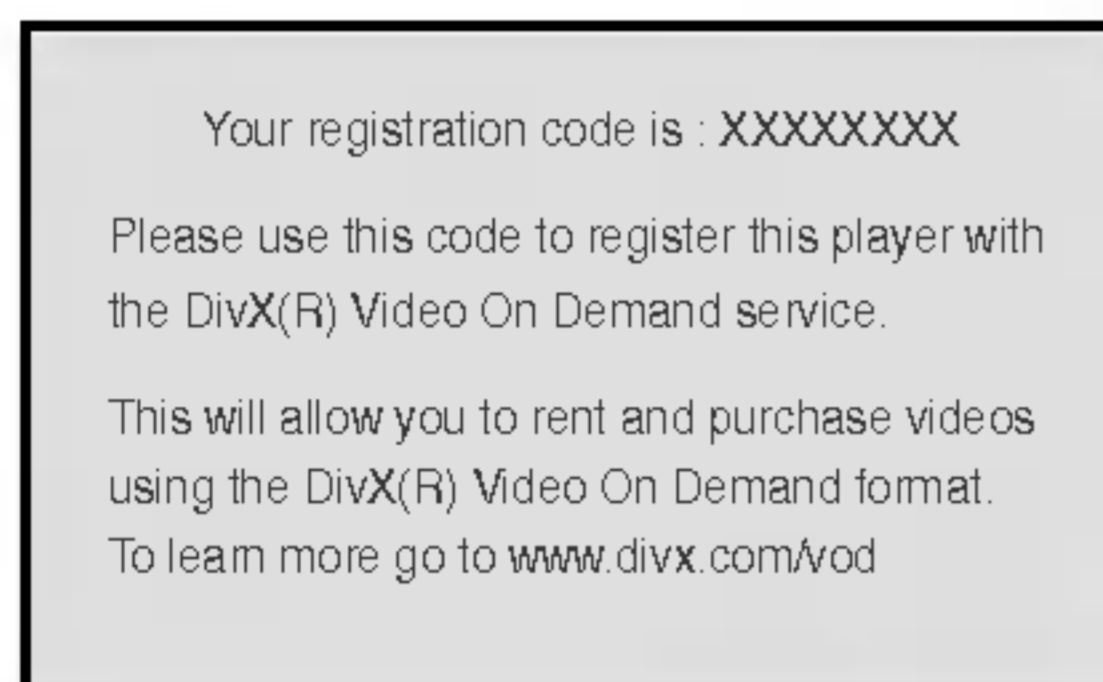 Your registration code is : XXXXXXXX
Please use this code to register this player with
the DivX(R) Video On Demand service.
This will allow you to rent and purchase videos
using the DivX(R) Video On Demand format.
To learn more go to www.divx.com/vod